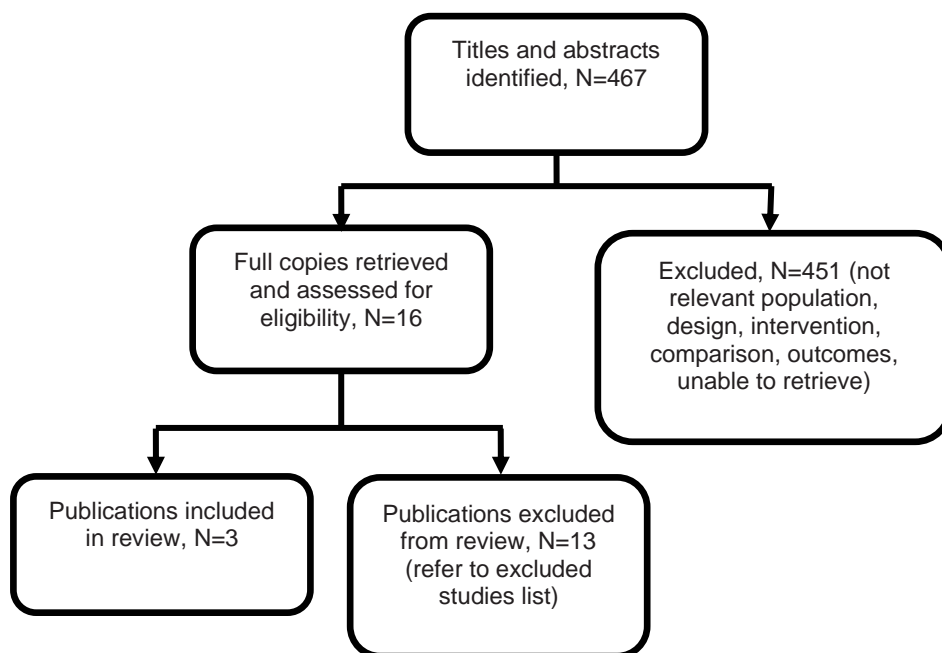 Titles and abstracts
identified, N=467
Full copies retrieved
and assessed for
eligibility, N=16
Excluded, N=451 (not
relevant population,
design, intervention,
comparison, outcomes,
unable to retrieve)
Publications included
in review, N=3
Publications excluded
from review, N=13
(refer to excluded
studies list)